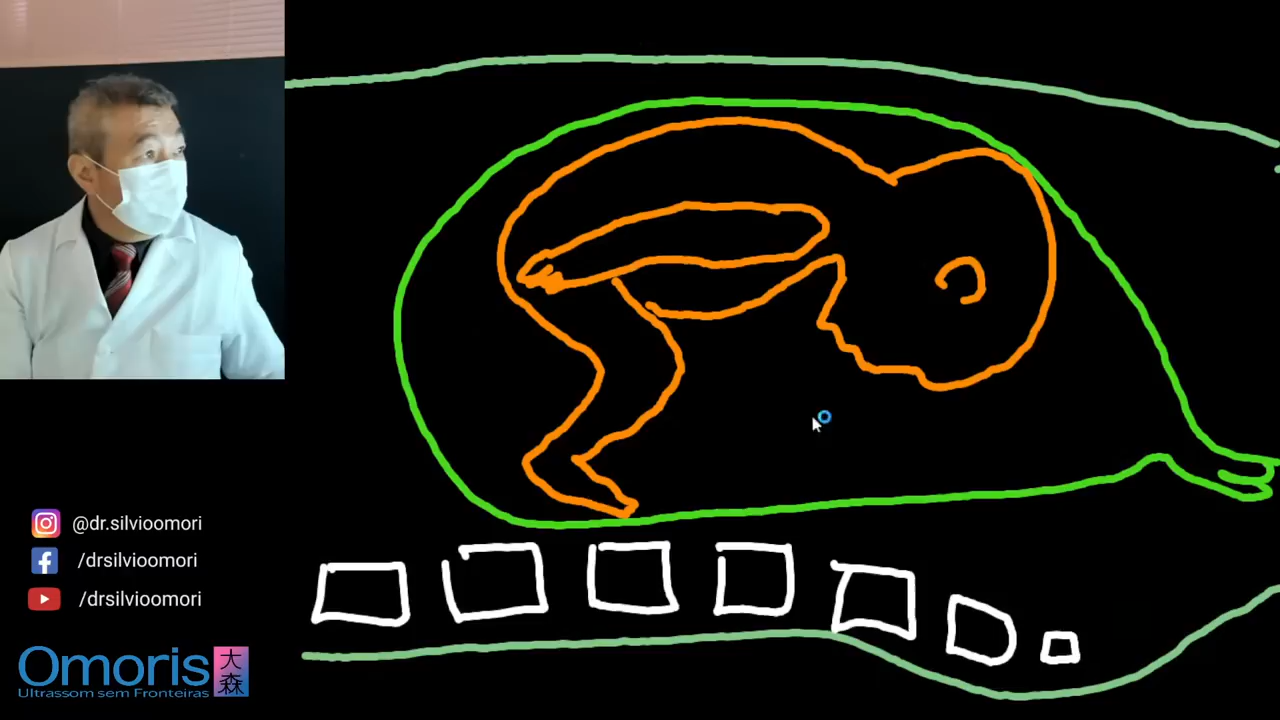 @dr.silvioomori
/drsilvioomori
/drsilvioomori
Omoris 大森
Ultrassom sem Fronteiras